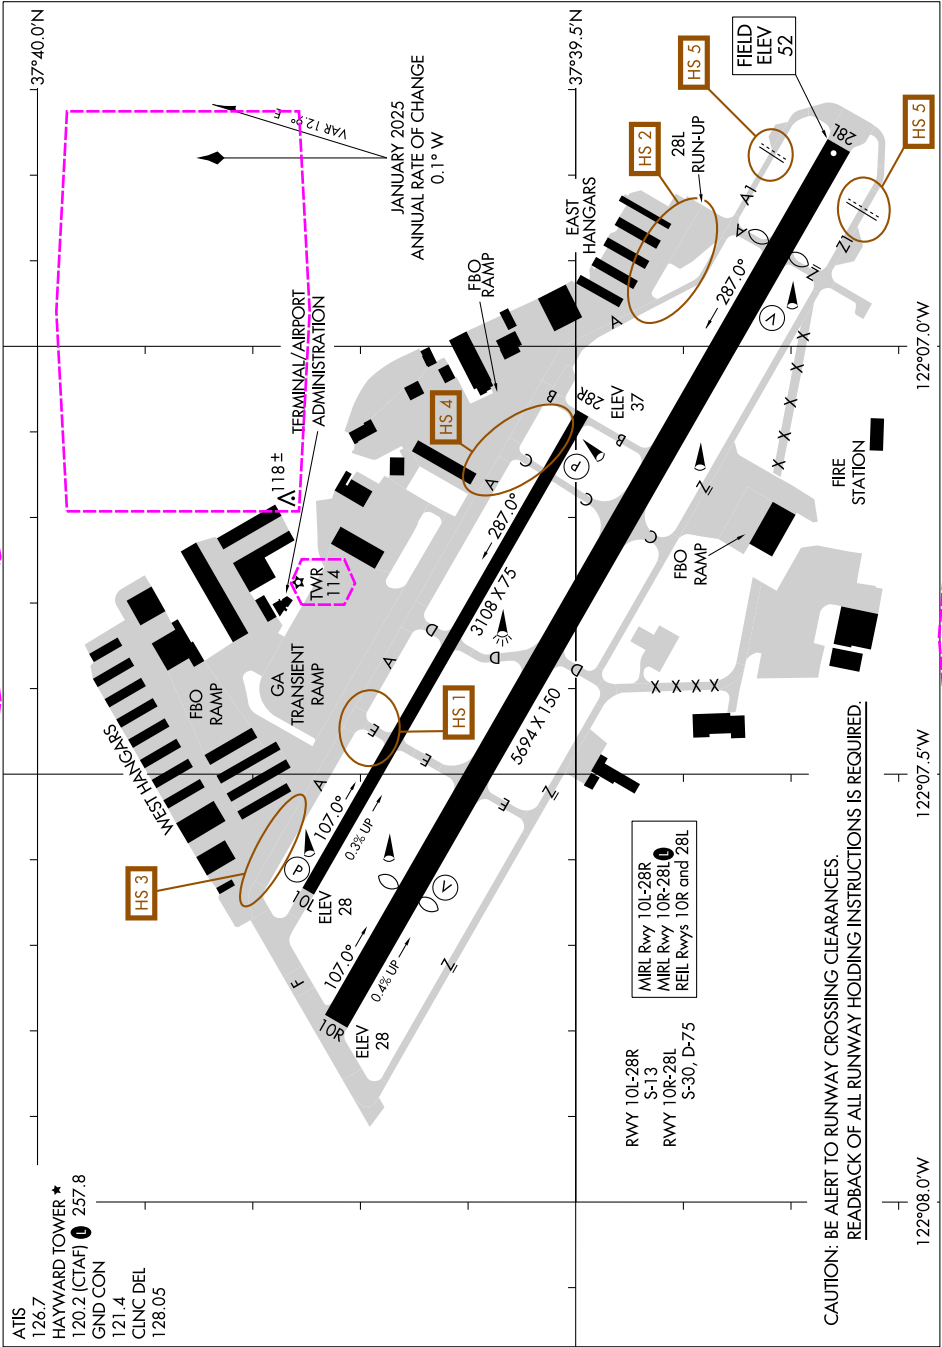 ATIS
126.7
HAYWARD TOWER ★
120.2 (CTAF) L 257.8
GND CON
121.4
CLNC DEL
128.05
37°40.0'N
37°39.5'N
VAR 12.9° E
JANUARY 2025
ANNUAL RATE OF CHANGE
0.1° W
FIELD
ELEV
52
HS 5
HS 2
28L
RUN-UP
HS 5
EAST
HANGARS
FBO
RAMP
TERMINAL/AIRPORT
ADMINISTRATION
118±
TWR
114
HS 4
A1
A
Z1
Z
28L
287.0°
V
A
B
28R
ELEV
37
B
P
C
C
C
A
287.0°
3108 X 75
Z
X X X X X
FIRE
STATION
FBO
RAMP
122°07.0'W
D
D
D
A
GA
TRANSIENT
RAMP
FBO
RAMP
WEST HANGARS
HS 1
E
E
E
5694 X 150
Z
X X X X
122°07.5'W
A
107.0°
0.3% UP
P
10L
ELEV
28
HS 3
V
107.0°
0.4% UP
Z
F
10R
ELEV
28
MIRL Rwy 10L-28R
MIRL Rwy 10R-28L L
REIL Rwys 10R and 28L
RWY 10L-28R
S-13
RWY 10R-28L
S-30, D-75
122°08.0'W
CAUTION: BE ALERT TO RUNWAY CROSSING CLEARANCES.
READBACK OF ALL RUNWAY HOLDING INSTRUCTIONS IS REQUIRED.